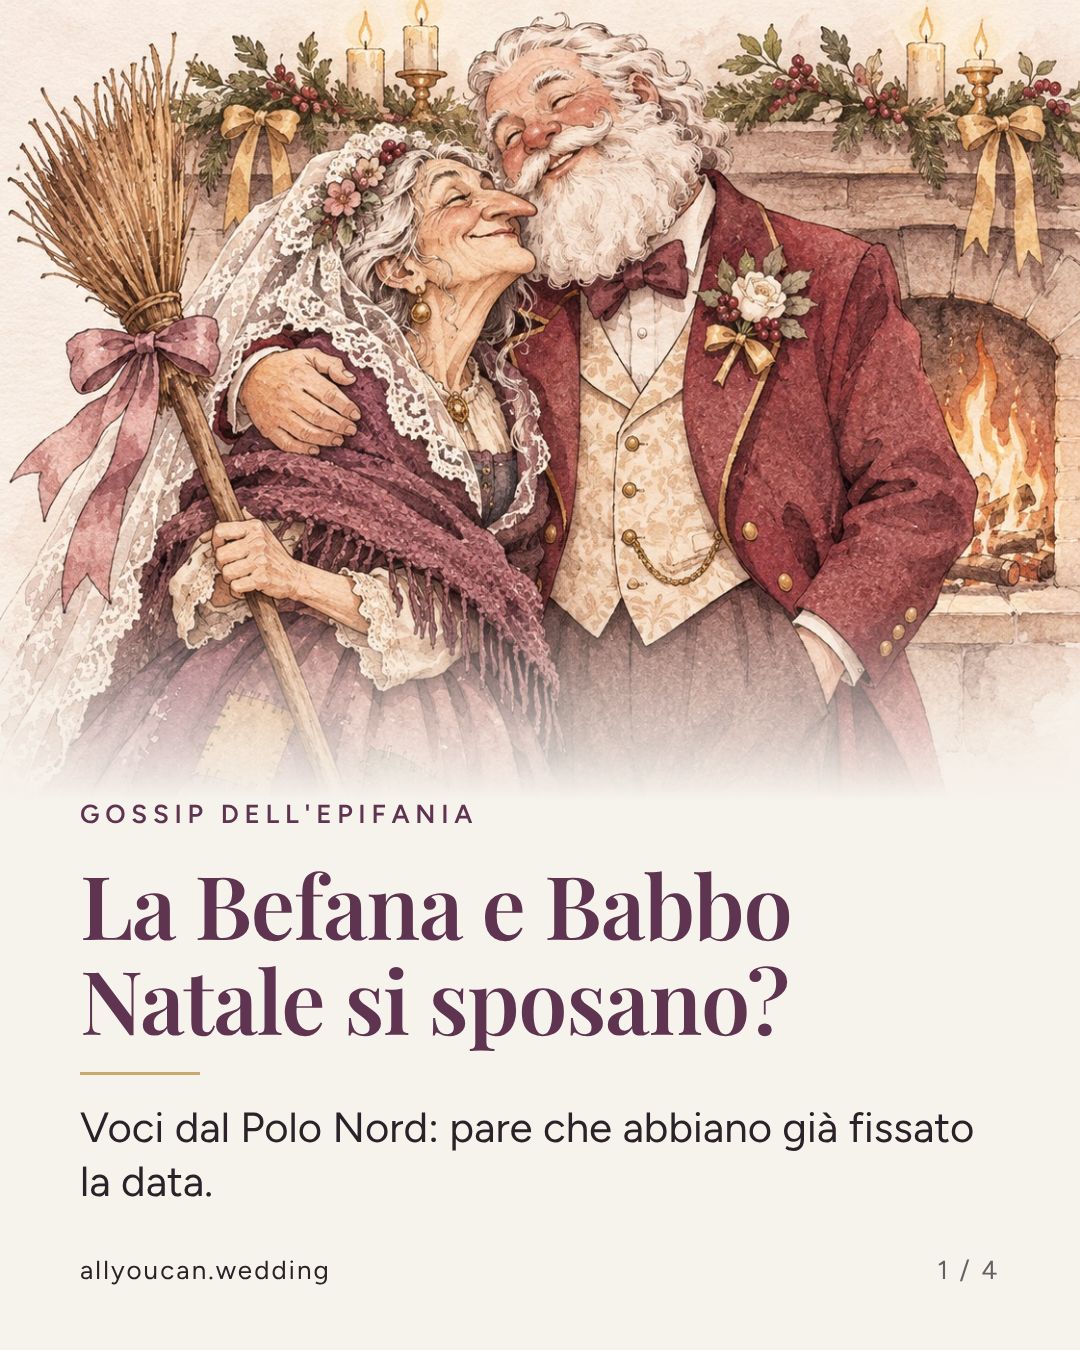 GOSSIP DELL'EPIFANIA
La Befana e Babbo
Natale si sposano?
Voci dal Polo Nord: pare che abbiano già fissato
la data.
allyoucan.wedding
1 / 4